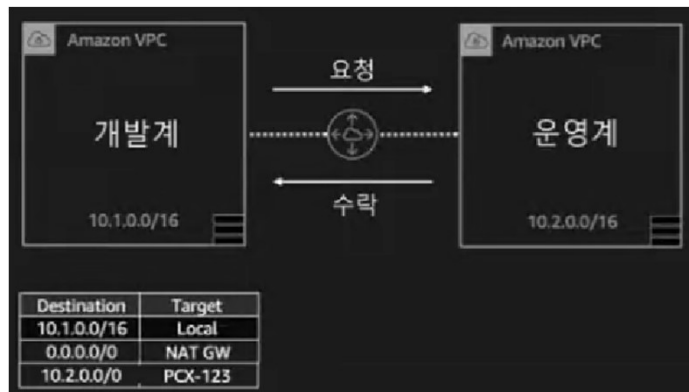 Amazon VPC
개발계
10.1.0.0/16
요청
수락
Amazon VPC
운영계
10.2.0.0/16
Destination Target
10.1.0.0/16 Local
0.0.0.0/0 NAT GW
10.2.0.0/0 PCX-123